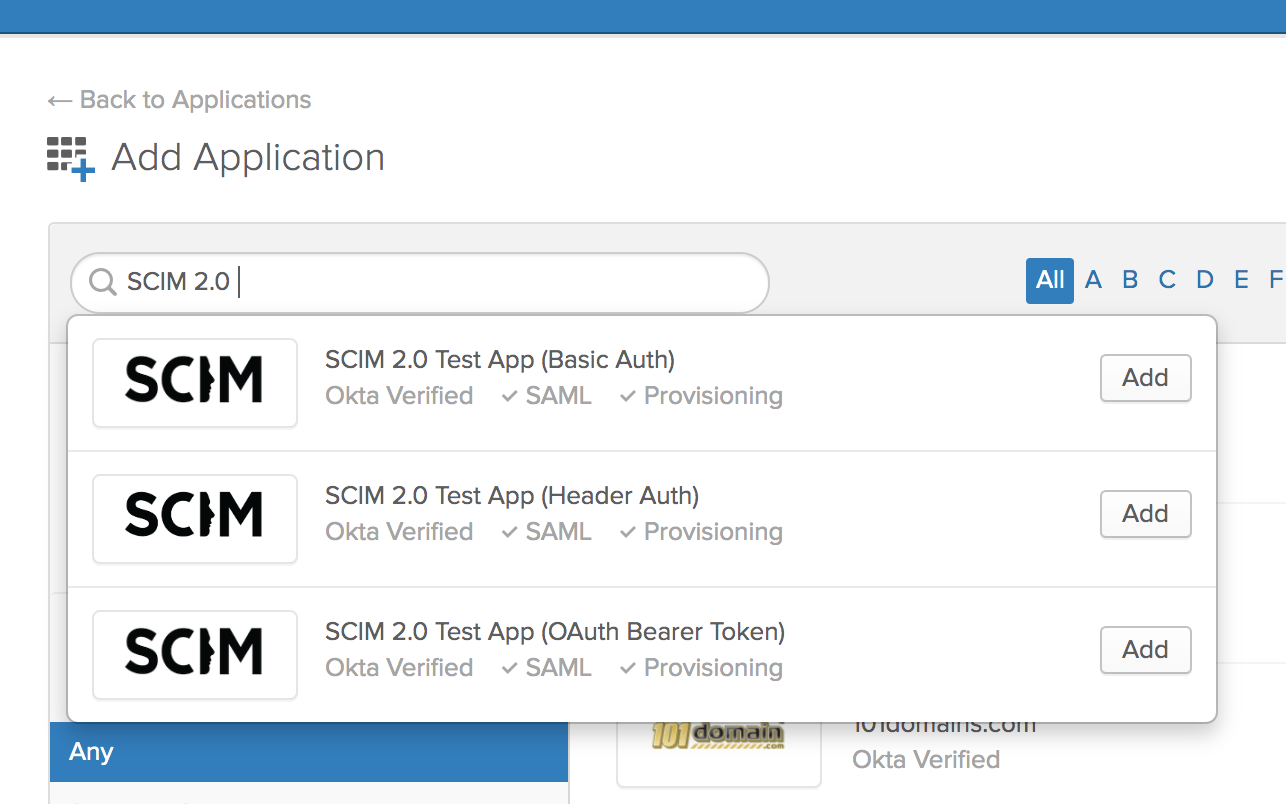 ← Back to Applications
Add Application
SCIM 2.0
All A B C D E F
SCIM
SCIM 2.0 Test App (Basic Auth)
Okta Verified ✓ SAML ✓ Provisioning
Add
SCIM
SCIM 2.0 Test App (Header Auth)
Okta Verified ✓ SAML ✓ Provisioning
Add
SCIM
SCIM 2.0 Test App (OAuth Bearer Token)
Okta Verified ✓ SAML ✓ Provisioning
Add
Any
101domain
.com
101domains.com
Okta Verified